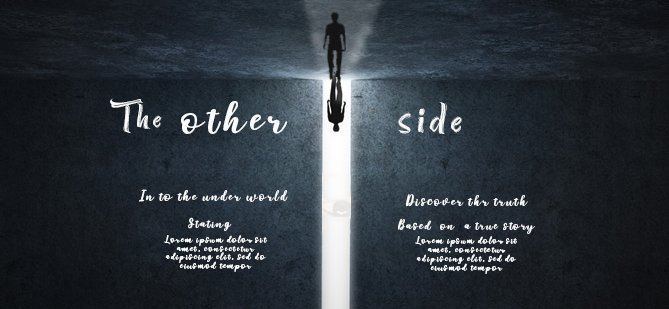 The other side
In to the under world
Stating
Lorem ipsum dolor sit
amet, consectetur
adipiscing elit, sed do
eiusmod tempor
Discover thr truth
Based on a true story
Lorem ipsum dolor sit
amet, consectetur
adipiscing elit, sed do
eiusmod tempor